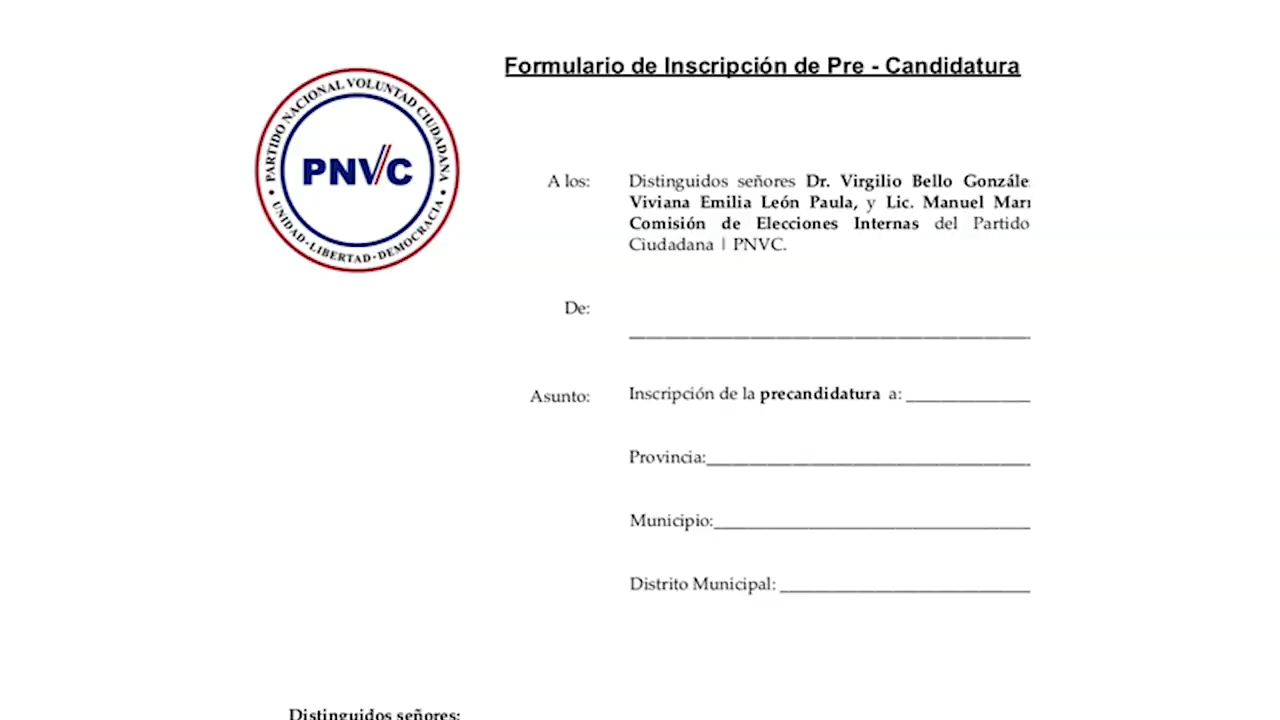 Formulario de Inscripción de Pre - Candidatura
PARTIDO NACIONAL VOLUNTAD CIUDADANA
• UNIDAD • LIBERTAD • DEMOCRACIA •
PNVC
A los: Distinguidos señores Dr. Virgilio Bello
Viviana Emilia León Paula, y Lic. Manuel
Comisión de Elecciones Internas del Partido
Ciudadana | PNVC.
De:
Asunto: Inscripción de la precandidatura a:
Provincia:
Municipio:
Distrito Municipal:
Distinguidos señores: